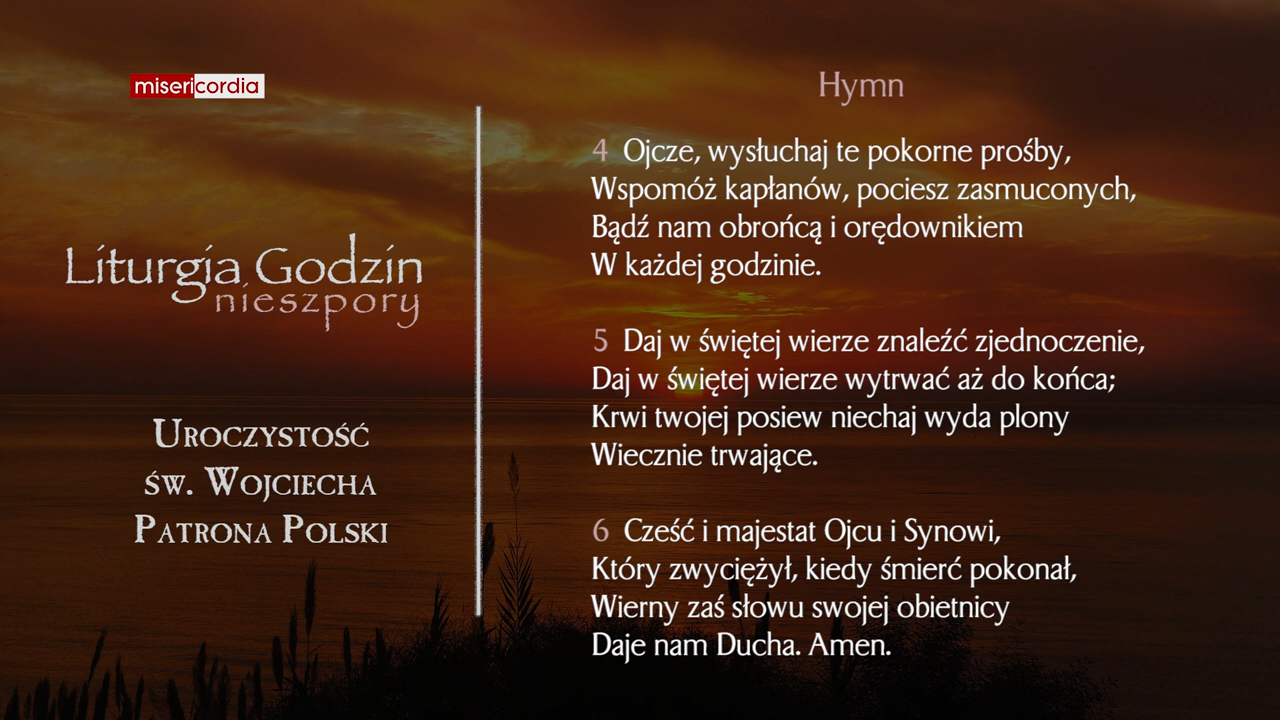 misericordia
Liturgia Godzin
nieszpory
Uroczystość
św. Wojciecha
Patrona Polski
Hymn
4 Ojcze, wysłuchaj te pokorne prośby,
Wspomóż kapłanów, pociesz zasmuconych,
Bądź nam obrońcą i orędownikiem
W każdej godzinie.
5 Daj w świętej wierze znaleźć zjednoczenie,
Daj w świętej wierze wytrwać aż do końca;
Krwi twojej posiew niechaj wyda plony
Wiecznie trwające.
6 Cześć i majestat Ojcu i Synowi,
Który zwyciężył, kiedy śmierć pokonał,
Wierny zaś słowu swojej obietnicy
Daje nam Ducha. Amen.